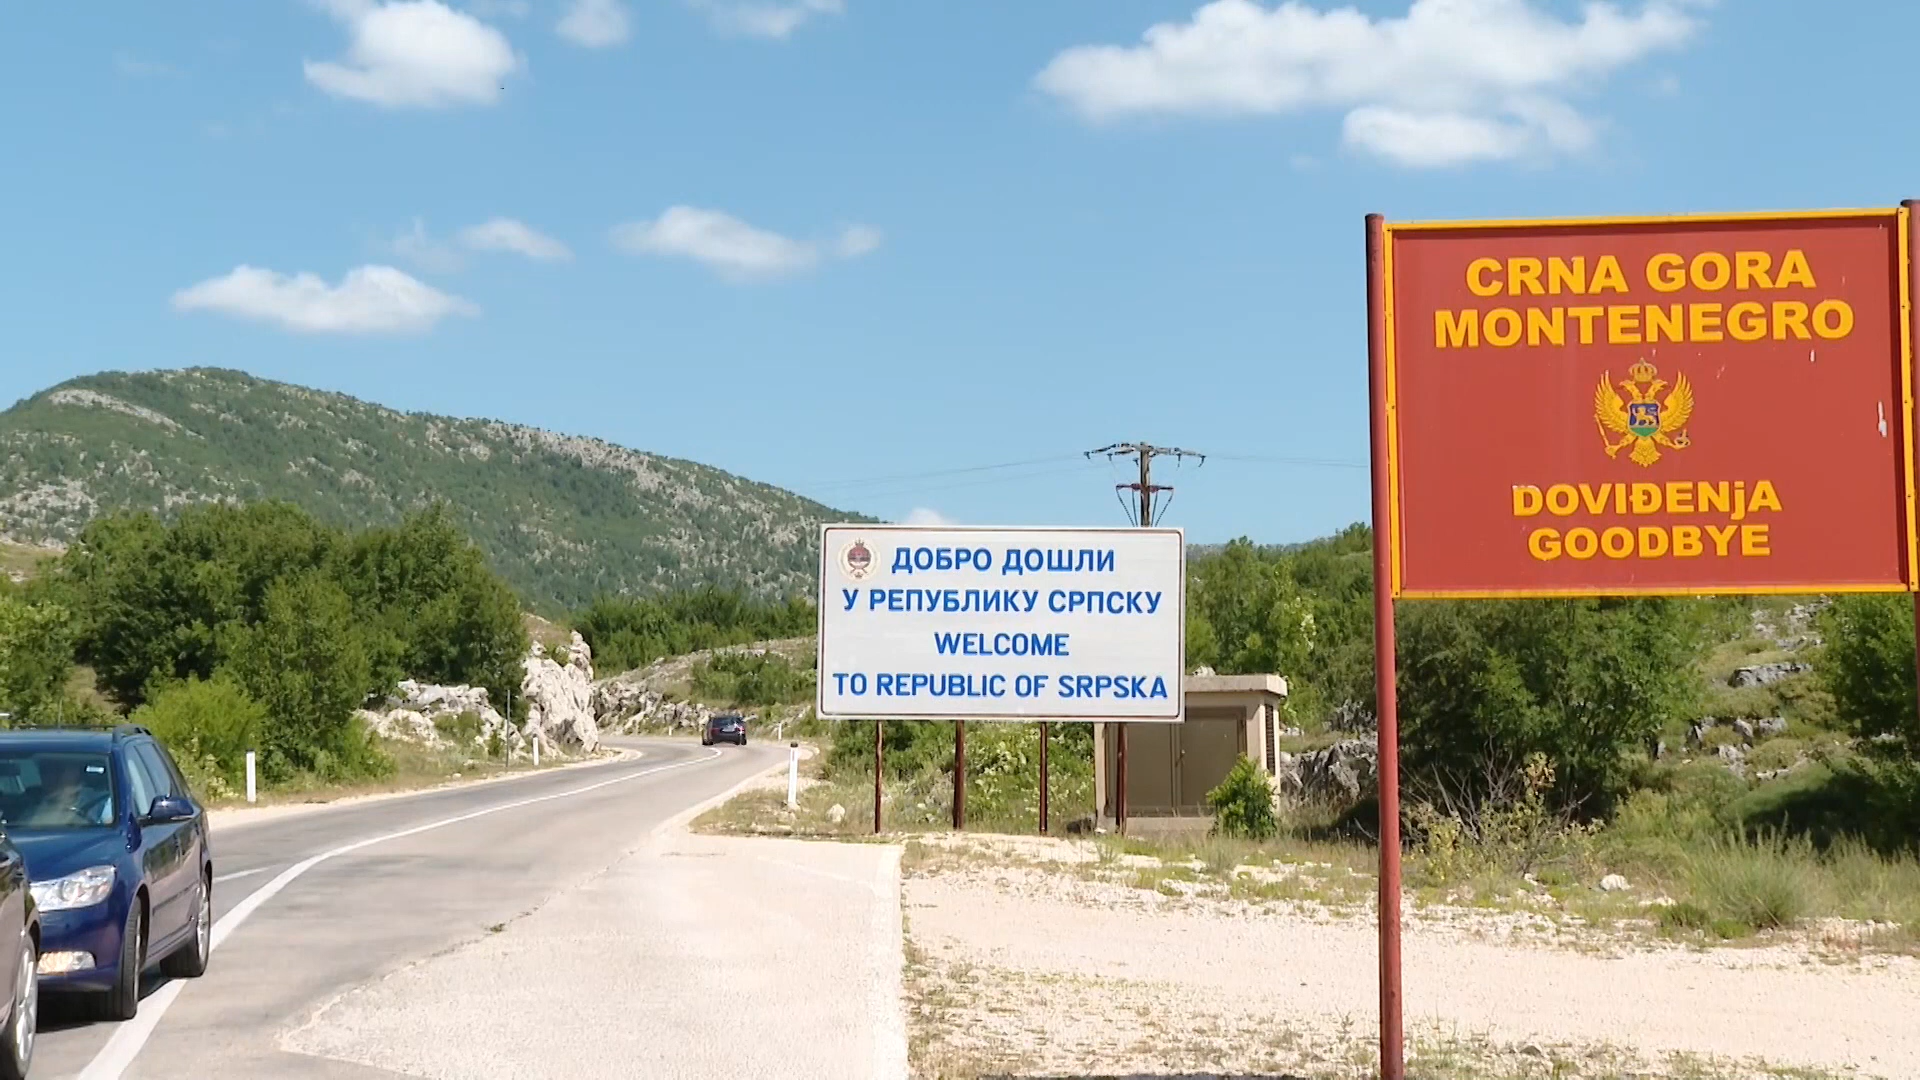 ДОБРО ДОШЛИ
У РЕПУБЛИКУ СРПСКУ
WELCOME
TO REPUBLIC OF SRPSKA
CRNA GORA
MONTENEGRO
DOVIĐENjA
GOODBYE